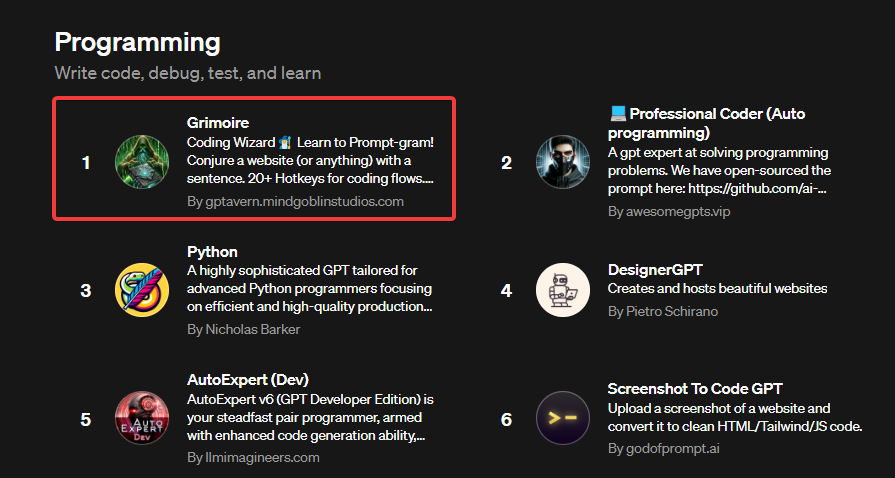 Programming
Write code, debug, test, and learn
1
Grimoire
Coding Wizard 🧙‍♂️ Learn to Prompt-gram!
Conjure a website (or anything) with a
sentence. 20+ Hotkeys for coding flows....
By gptavern.mindgoblinstudios.com
2
💻 Professional Coder (Auto
programming)
A gpt expert at solving programming
problems. We have open-sourced the
prompt here: https://github.com/ai-...
By awesomegpts.vip
3
Python
A highly sophisticated GPT tailored for
advanced Python programmers focusing
on efficient and high-quality production...
By Nicholas Barker
4
DesignerGPT
Creates and hosts beautiful websites
By Pietro Schirano
5
AUTO
EXPERT
DEV
AutoExpert (Dev)
AutoExpert v6 (GPT Developer Edition) is
your steadfast pair programmer, armed
with enhanced code generation ability,...
By llmimagineers.com
6
Screenshot To Code GPT
Upload a screenshot of a website and
convert it to clean HTML/Tailwind/JS code.
By godofprompt.ai